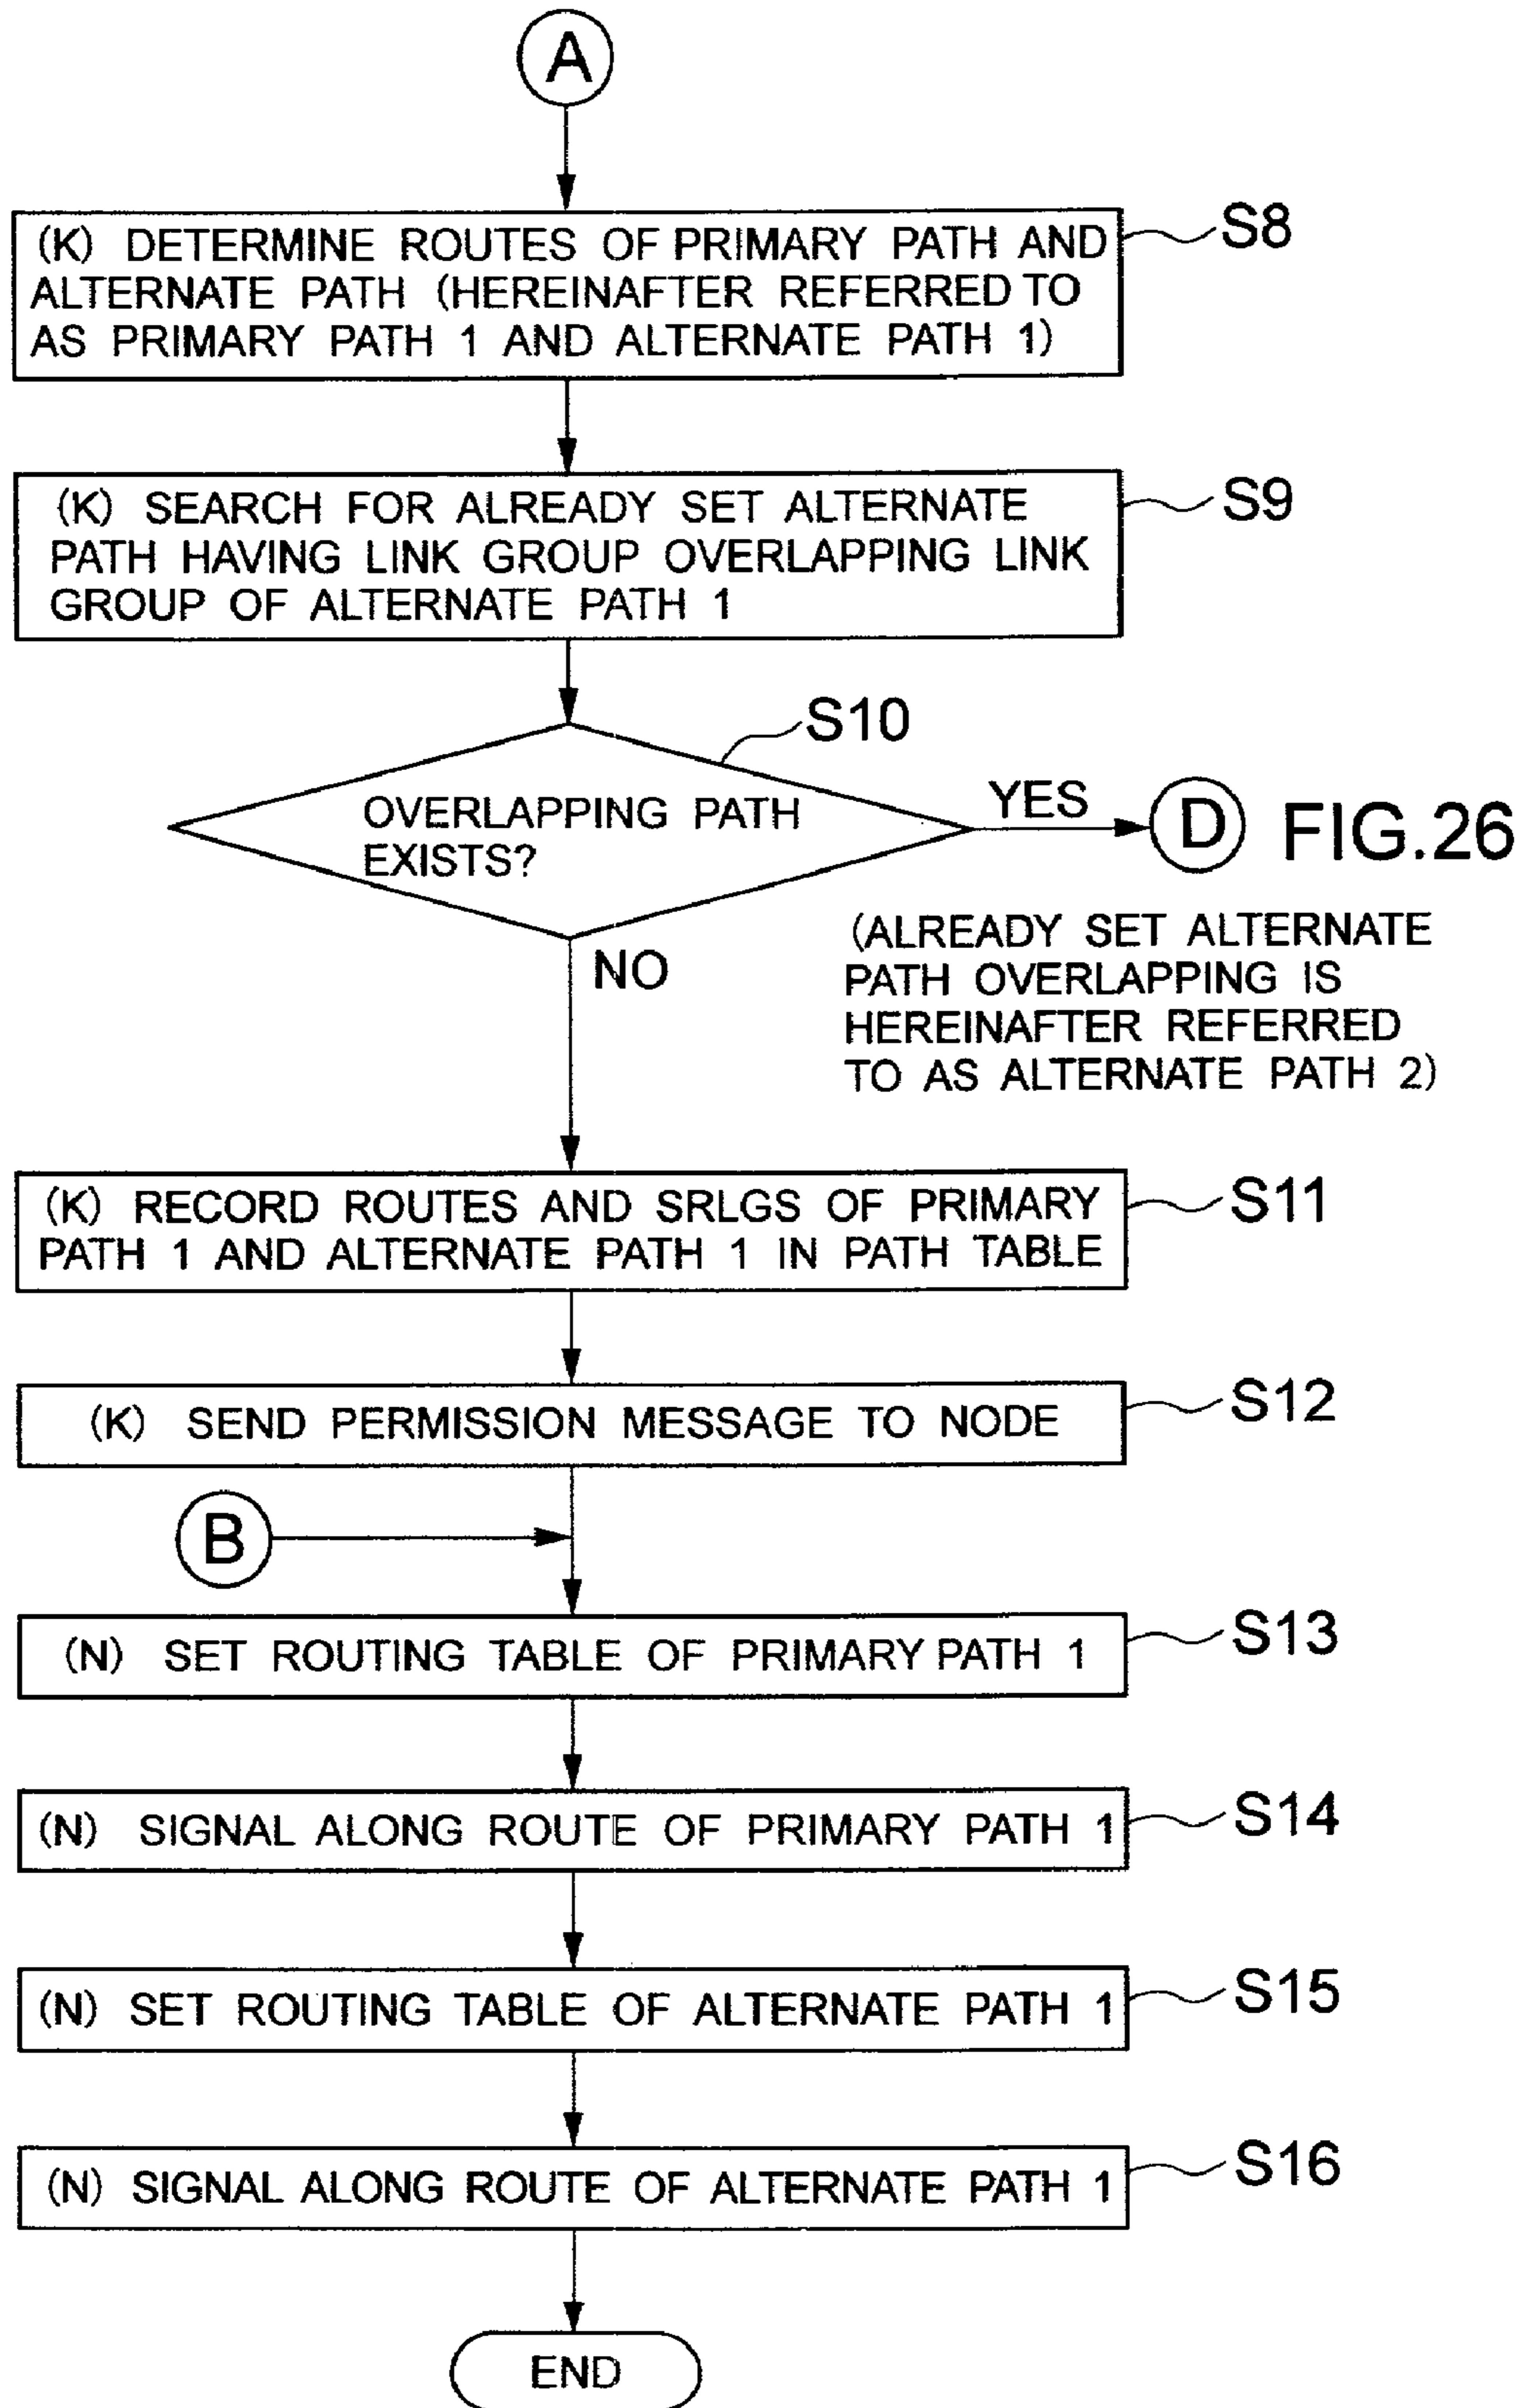 A
(K) DETERMINE ROUTES OF PRIMARY PATH AND
ALTERNATE PATH (HEREINAFTER REFERRED TO
AS PRIMARY PATH 1 AND ALTERNATE PATH 1)
S8
(K) SEARCH FOR ALREADY SET ALTERNATE
PATH HAVING LINK GROUP OVERLAPPING LINK
GROUP OF ALTERNATE PATH 1
S9
S10
OVERLAPPING PATH
EXISTS?
YES
D
FIG.26
(ALREADY SET ALTERNATE
PATH OVERLAPPING IS
HEREINAFTER REFERRED
TO AS ALTERNATE PATH 2)
NO
(K) RECORD ROUTES AND SRLGS OF PRIMARY
PATH 1 AND ALTERNATE PATH 1 IN PATH TABLE
S11
(K) SEND PERMISSION MESSAGE TO NODE
S12
B
(N) SET ROUTING TABLE OF PRIMARY PATH 1
S13
(N) SIGNAL ALONG ROUTE OF PRIMARY PATH 1
S14
(N) SET ROUTING TABLE OF ALTERNATE PATH 1
S15
(N) SIGNAL ALONG ROUTE OF ALTERNATE PATH 1
S16
END